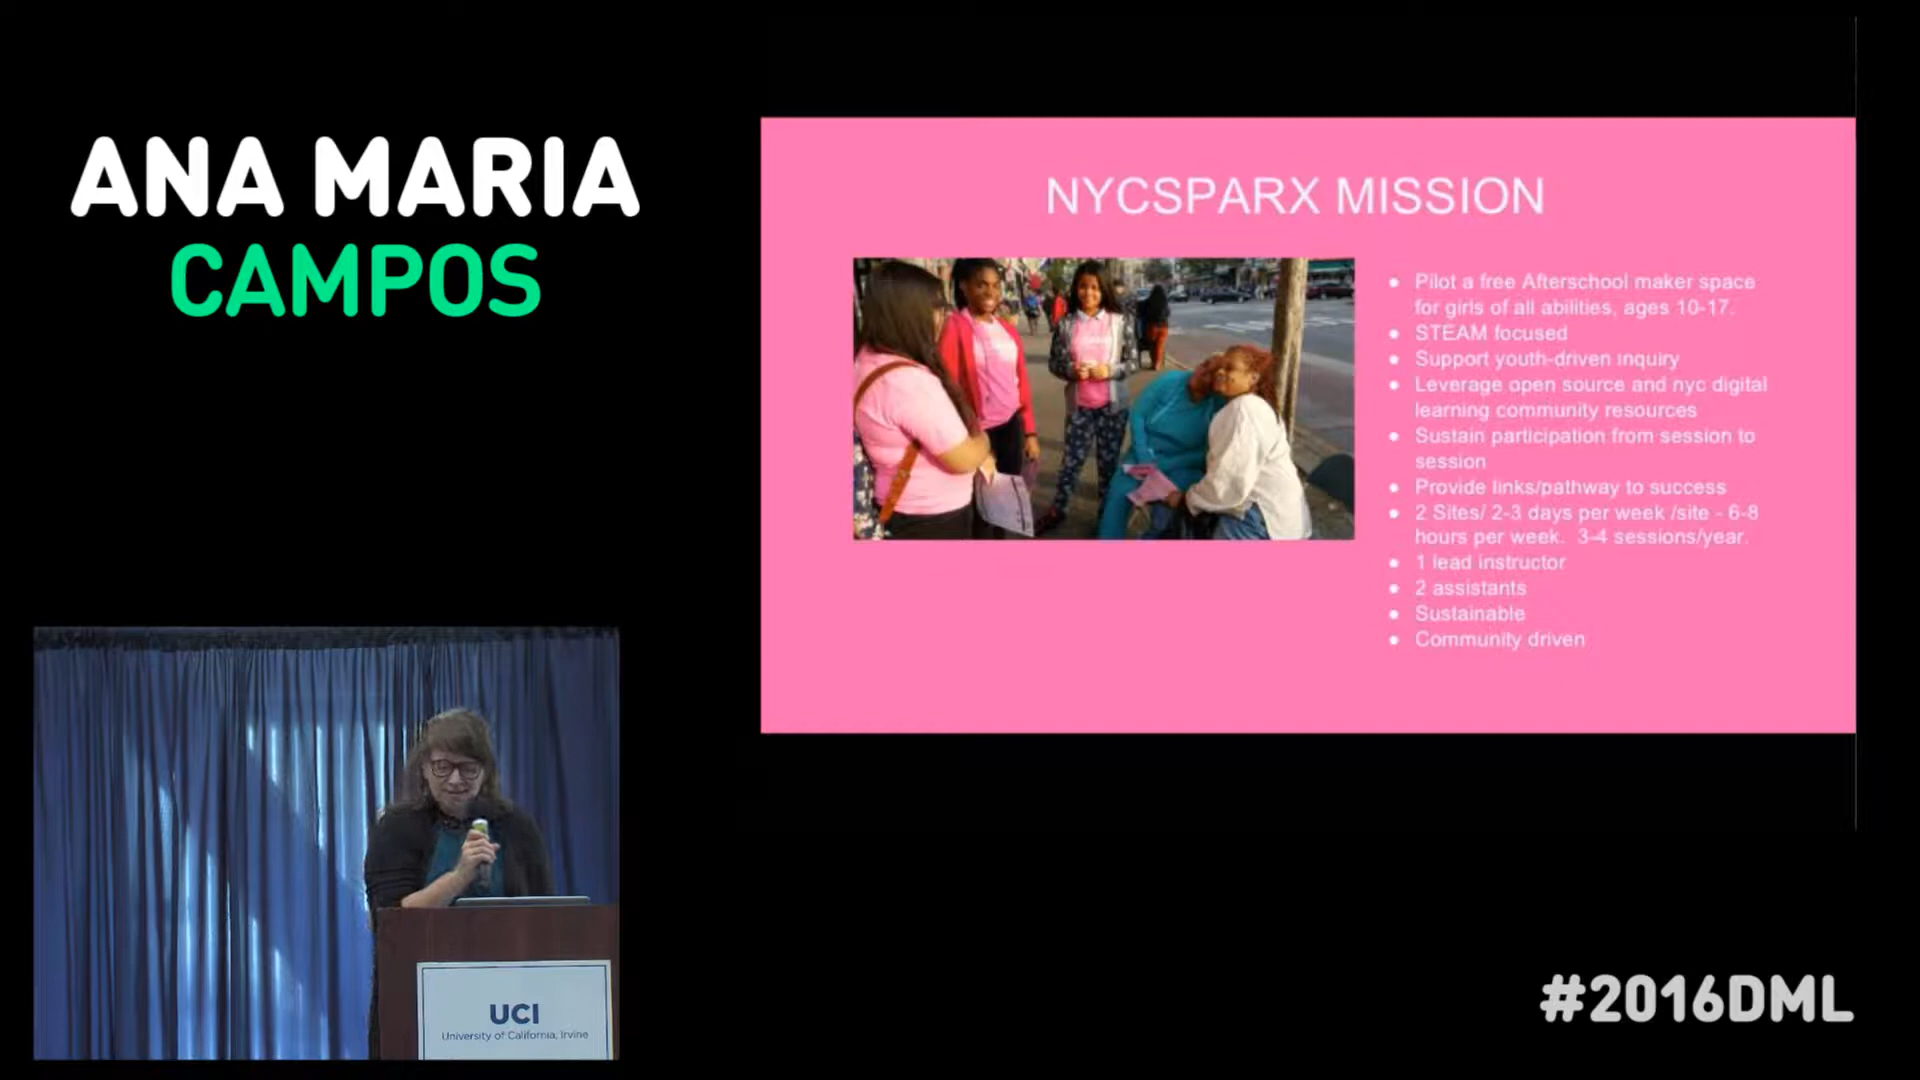 ANA MARIA
CAMPOS
NYCSPARX MISSION
● Pilot a free Afterschool maker space
for girls of all abilities, ages 10-17.
● STEAM focused
● Support youth-driven inquiry
● Leverage open source and nyc digital
learning community resources
● Sustain participation from session to
session
● Provide links/pathway to success
● 2 Sites/ 2-3 days per week /site - 6-8
hours per week. 3-4 sessions/year.
● 1 lead instructor
● 2 assistants
● Sustainable
● Community driven
UCI
University of California, Irvine
#2016DML